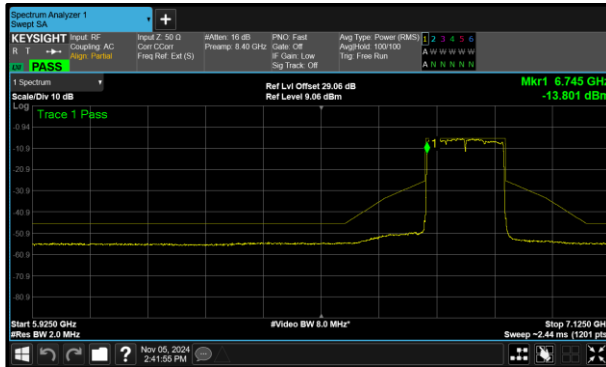 Spectrum Analyzer 1
Swept SA
+
KEYSIGHT Input: RF Input Z: 50 Ω #Atten: 16 dB PNO: Fast Avg Type: Power (RMS) 1 2 3 4 5 6
R T Coupling: AC Corr CCorr Preamp: 8.40 GHz Gate: Off Avg|Hold: 100/100 A W W W W W
Align: Partial Freq Ref: Ext (S) IF Gain: Low Trig: Free Run
LXI PASS Sig Track: Off A N N N N N
1 Spectrum Ref Lvl Offset 29.06 dB Mkr1 6.745 GHz
Scale/Div 10 dB Ref Level 9.06 dBm -13.801 dBm
Log
Trace 1 Pass
-0.94
-10.9
1
-20.9
-30.9
-40.9
-50.9
-60.9
-70.9
-80.9
Start 5.9250 GHz #Video BW 8.0 MHz* Stop 7.1250 GHz
#Res BW 2.0 MHz Sweep ~2.44 ms (1201 pts)
? Nov 05, 2024
2:41:55 PM